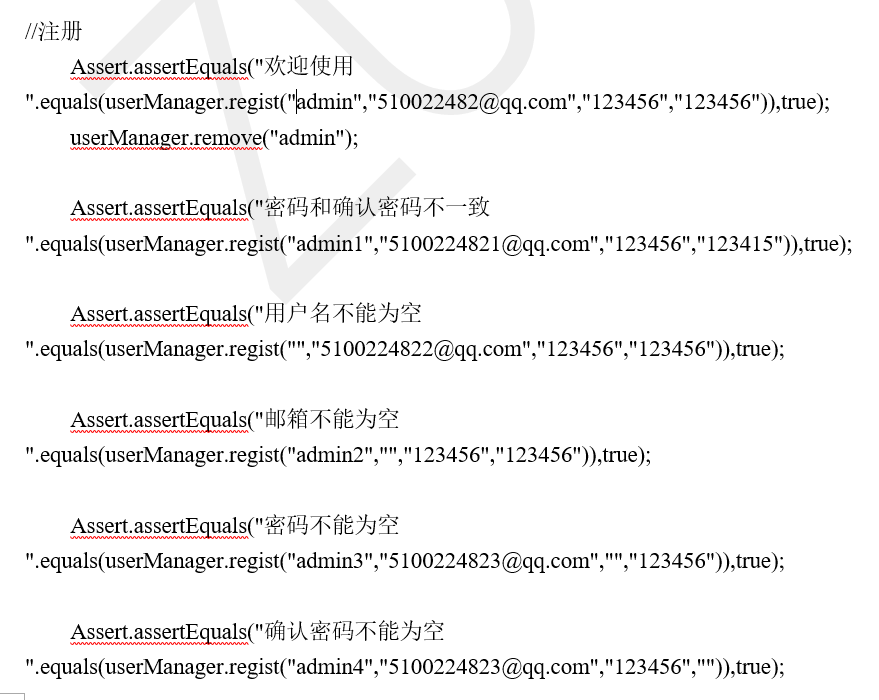 //注册
Assert.assertEquals("欢迎使用
".equals(userManager.regist("admin","510022482@qq.com","123456","123456")),true);
userManager.remove("admin");
Assert.assertEquals("密码和确认密码不一致
".equals(userManager.regist("admin1","5100224821@qq.com","123456","123415")),true);
Assert.assertEquals("用户名不能为空
".equals(userManager.regist("","5100224822@qq.com","123456","123456")),true);
Assert.assertEquals("邮箱不能为空
".equals(userManager.regist("admin2","","123456","123456")),true);
Assert.assertEquals("密码不能为空
".equals(userManager.regist("admin3","5100224823@qq.com","","123456")),true);
Assert.assertEquals("确认密码不能为空
".equals(userManager.regist("admin4","5100224823@qq.com","123456","")),true);